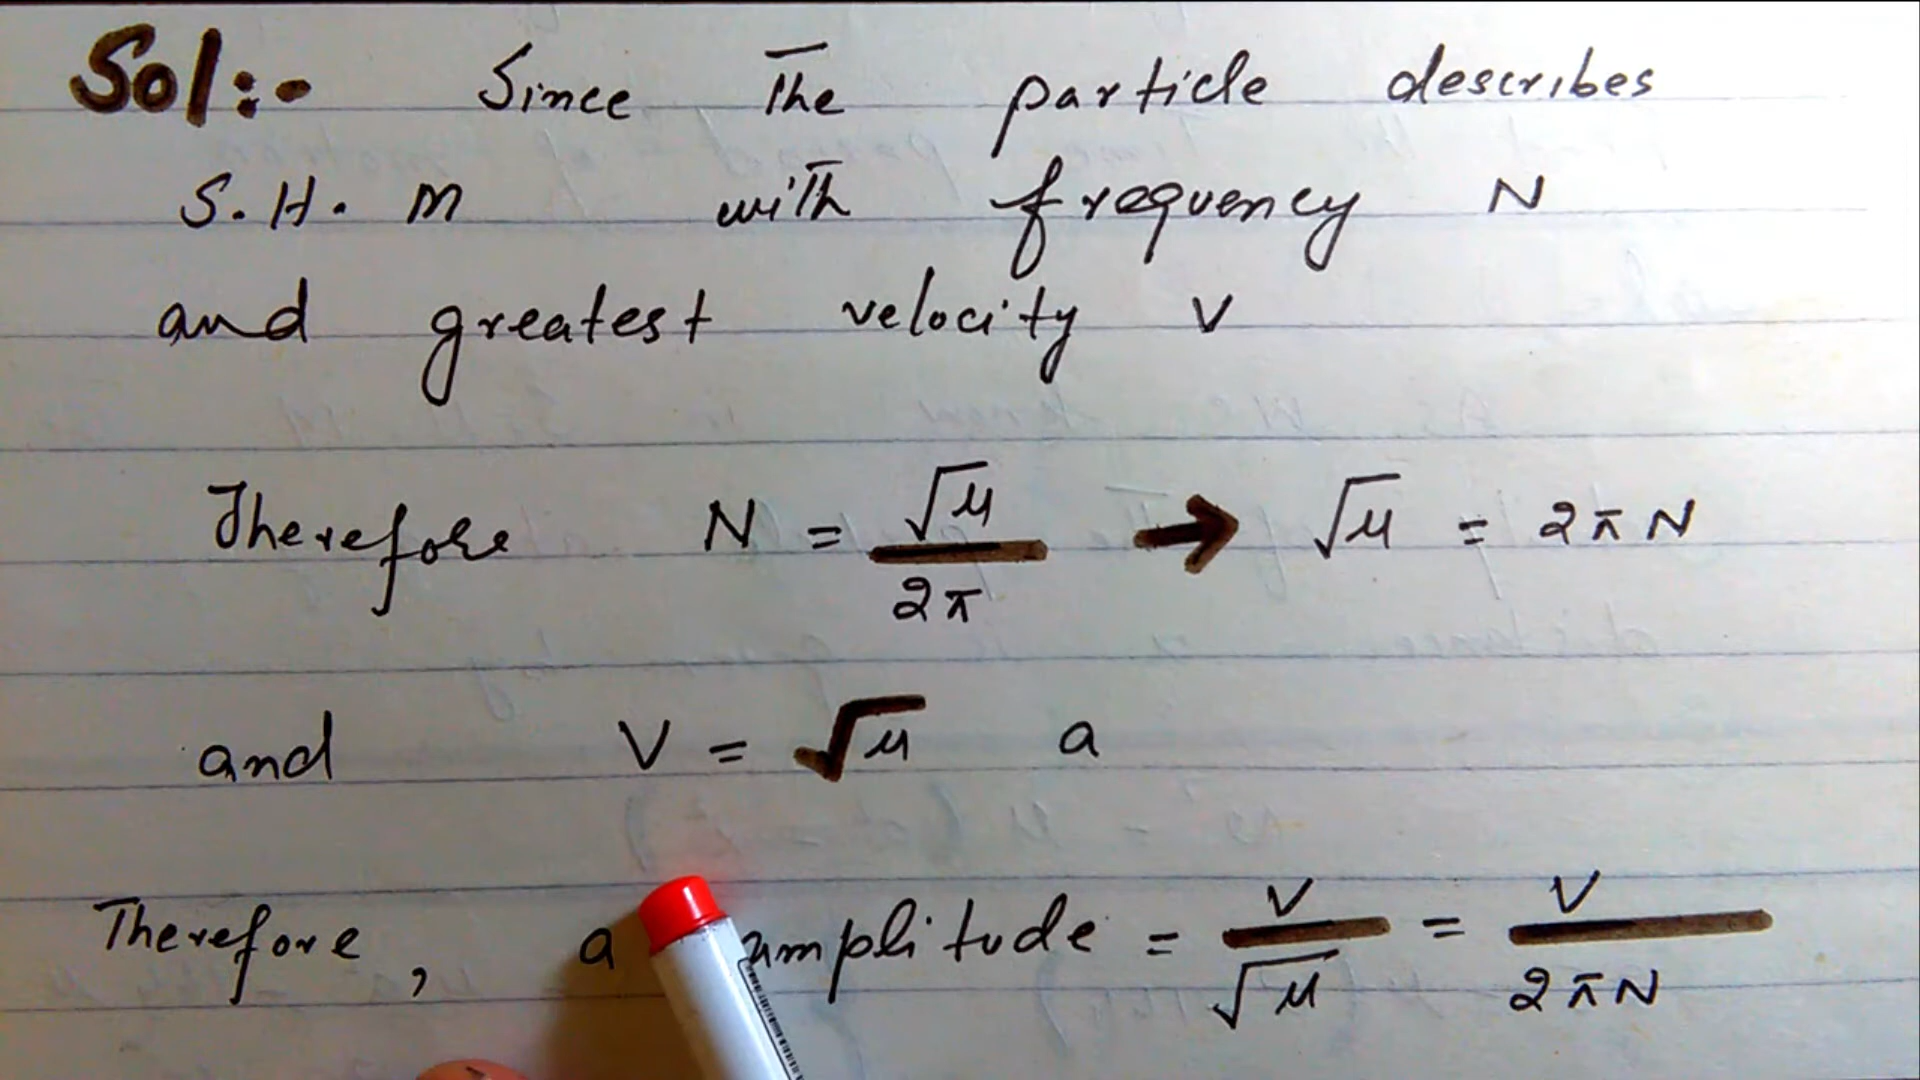 Sol:- Since The particle describes
S.H.M with frequency N
and greatest velocity V
Therefore N = √μ / 2π → √μ = 2πN
and V = √μ a
Therefore, a amplitude = V / √μ = V / 2πN